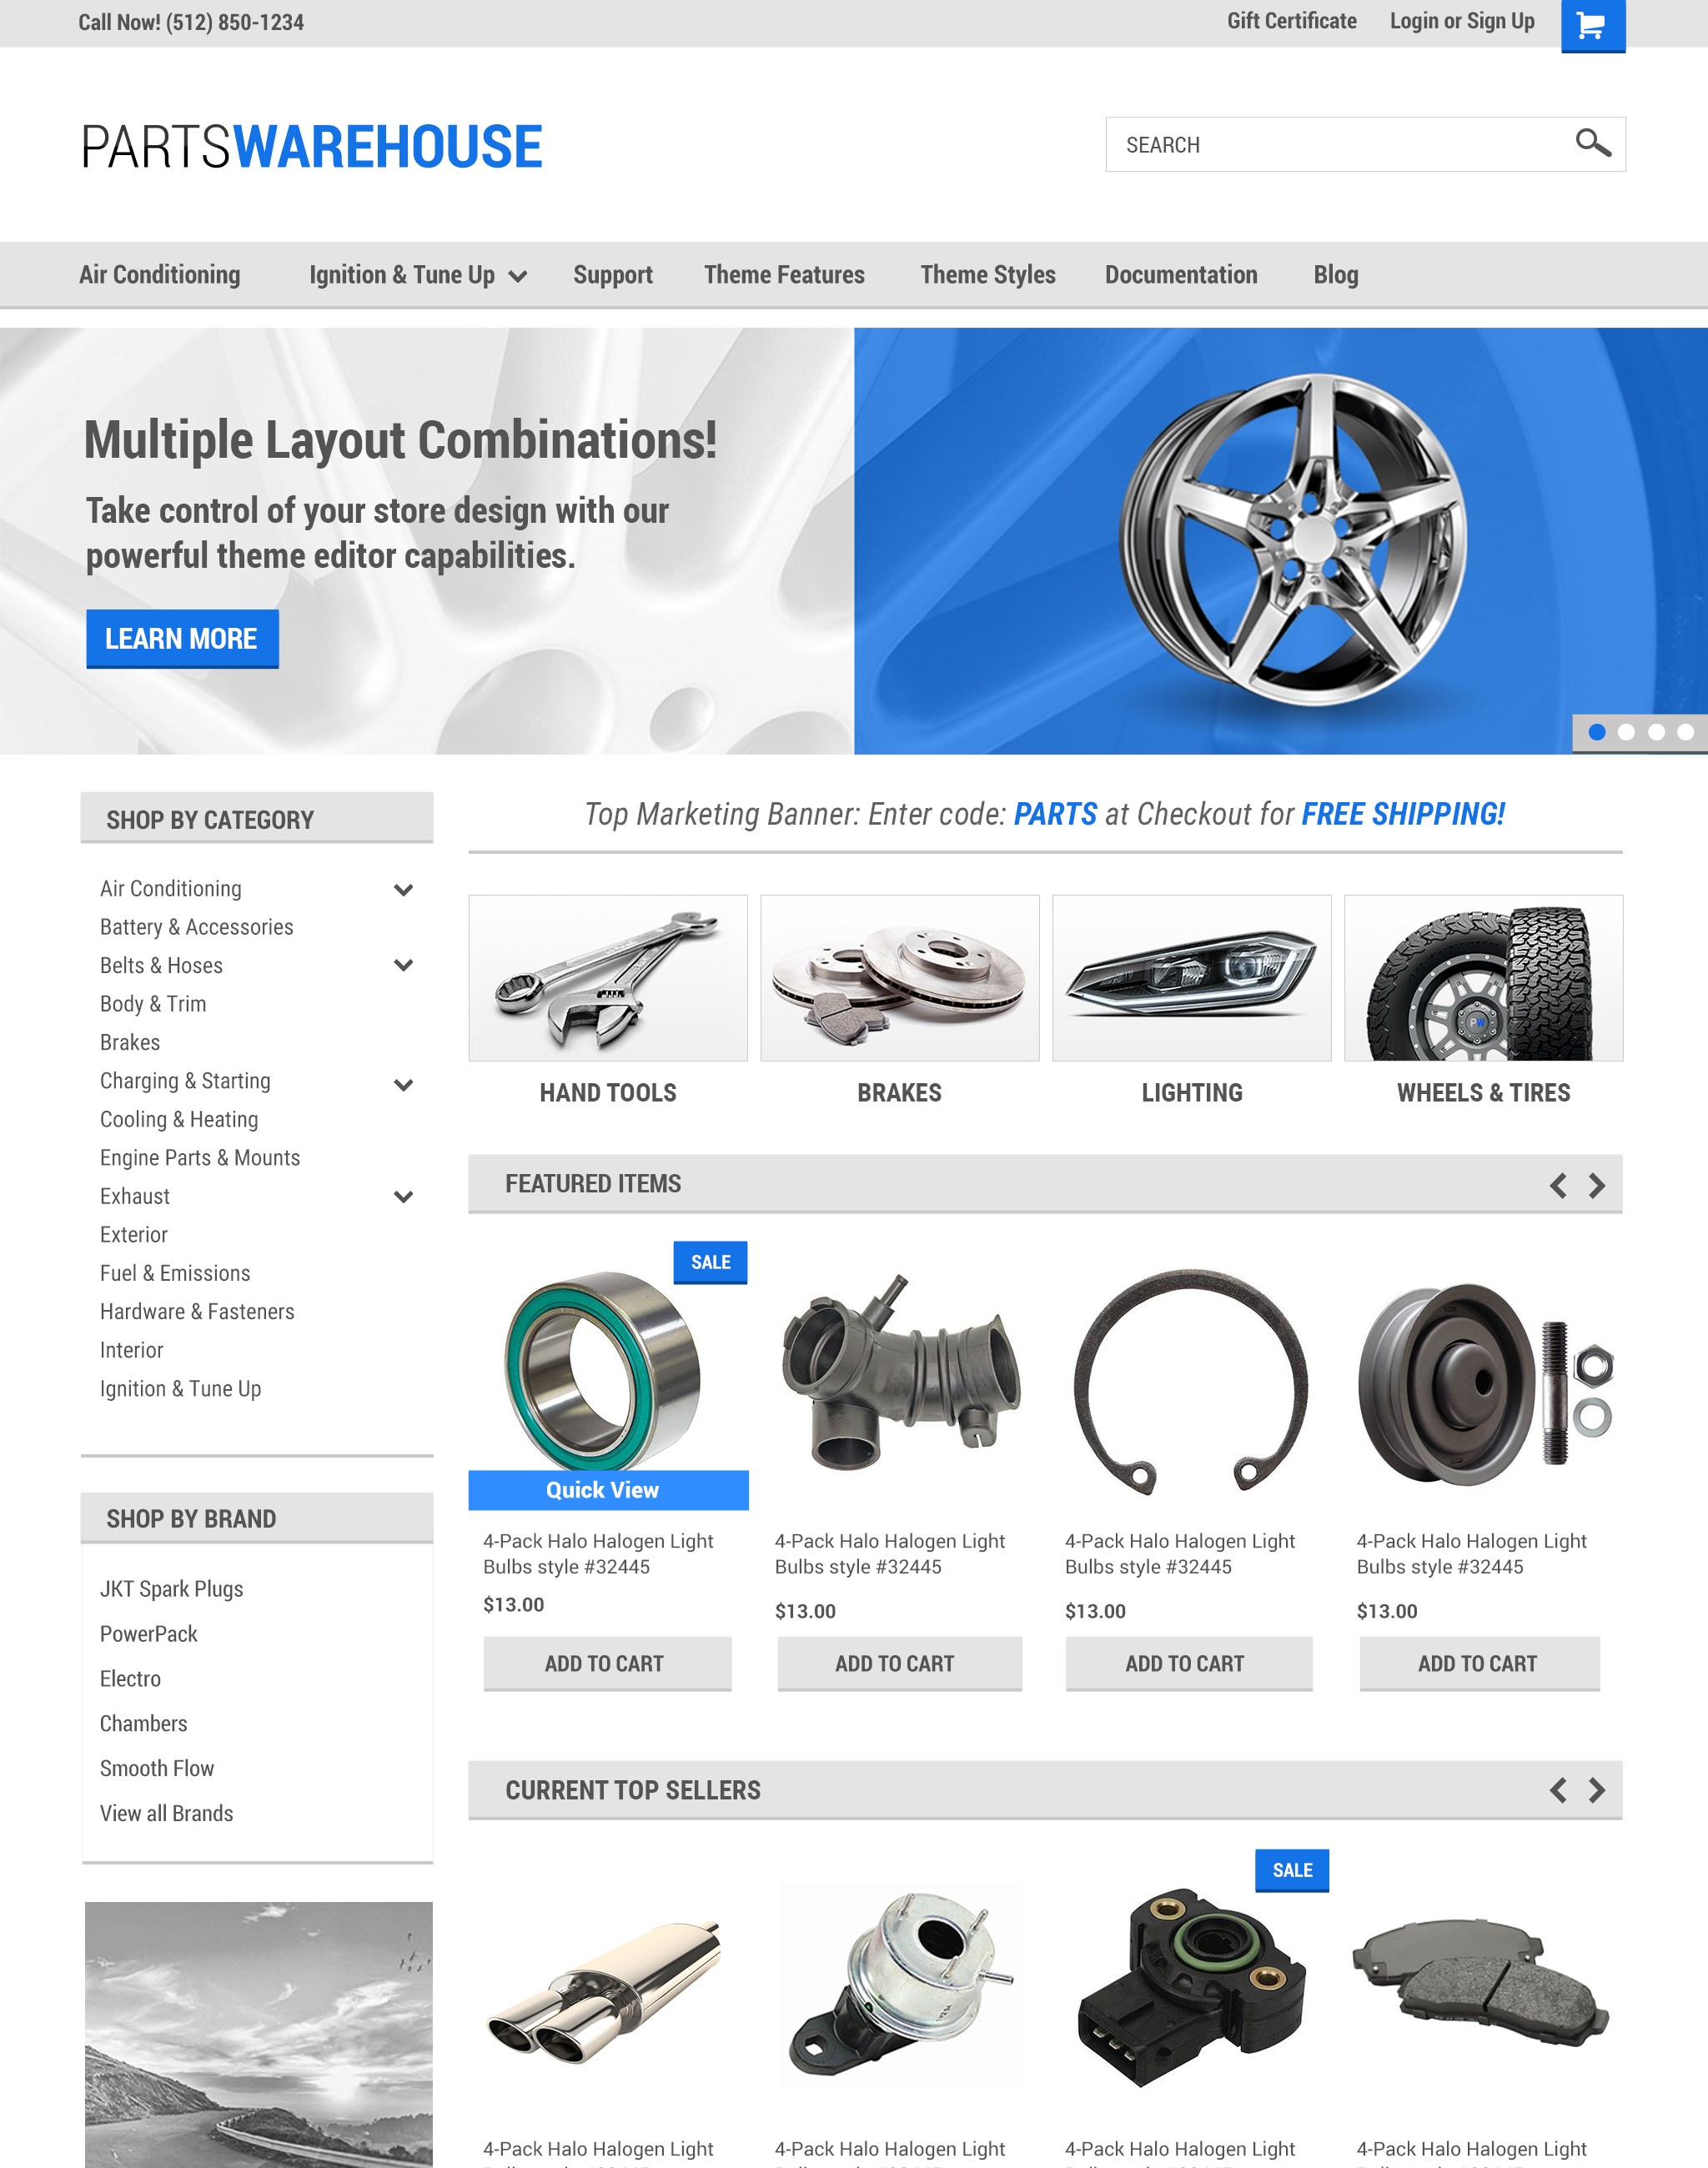 Call Now! (512) 850-1234
Gift Certificate
Login or Sign Up
PARTSWAREHOUSE
SEARCH
Air Conditioning
Ignition & Tune Up
Support
Theme Features
Theme Styles
Documentation
Blog
Multiple Layout Combinations!
Take control of your store design with our
powerful theme editor capabilities.
LEARN MORE
SHOP BY CATEGORY
Air Conditioning
Battery & Accessories
Belts & Hoses
Body & Trim
Brakes
Charging & Starting
Cooling & Heating
Engine Parts & Mounts
Exhaust
Exterior
Fuel & Emissions
Hardware & Fasteners
Interior
Ignition & Tune Up
SHOP BY BRAND
JKT Spark Plugs
PowerPack
Electro
Chambers
Smooth Flow
View all Brands
Top Marketing Banner: Enter code: PARTS at Checkout for FREE SHIPPING!
PW
HAND TOOLS
BRAKES
LIGHTING
WHEELS & TIRES
FEATURED ITEMS
SALE
Quick View
4-Pack Halo Halogen Light
Bulbs style #32445
$13.00
ADD TO CART
4-Pack Halo Halogen Light
Bulbs style #32445
$13.00
ADD TO CART
4-Pack Halo Halogen Light
Bulbs style #32445
$13.00
ADD TO CART
4-Pack Halo Halogen Light
Bulbs style #32445
$13.00
ADD TO CART
CURRENT TOP SELLERS
SALE
4-Pack Halo Halogen Light
4-Pack Halo Halogen Light
4-Pack Halo Halogen Light
4-Pack Halo Halogen Light